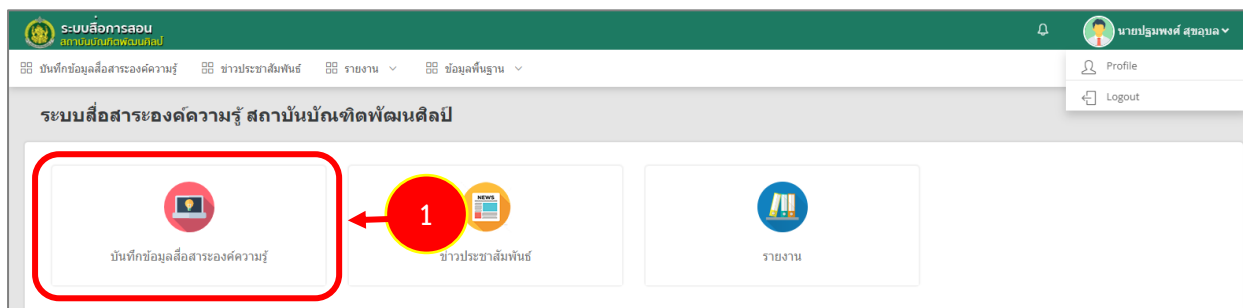 ระบบสื่อการสอน
สถาบันบัณฑิตพัฒนศิลป์
นายปฐมพงศ์ สุขอุบล
บันทึกข้อมูลสื่อสาระองค์ความรู้ ข่าวประชาสัมพันธ์ รายงาน ข้อมูลพื้นฐาน
Profile
Logout
ระบบสื่อสาระองค์ความรู้ สถาบันบัณฑิตพัฒนศิลป์
1
NEWS
บันทึกข้อมูลสื่อสาระองค์ความรู้
ข่าวประชาสัมพันธ์
รายงาน